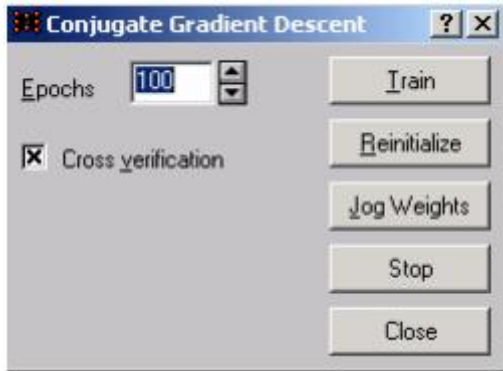 Conjugate Gradient Descent ? ×
Epochs 100
Train
Cross verification
Reinitialize
Jog Weights
Stop
Close